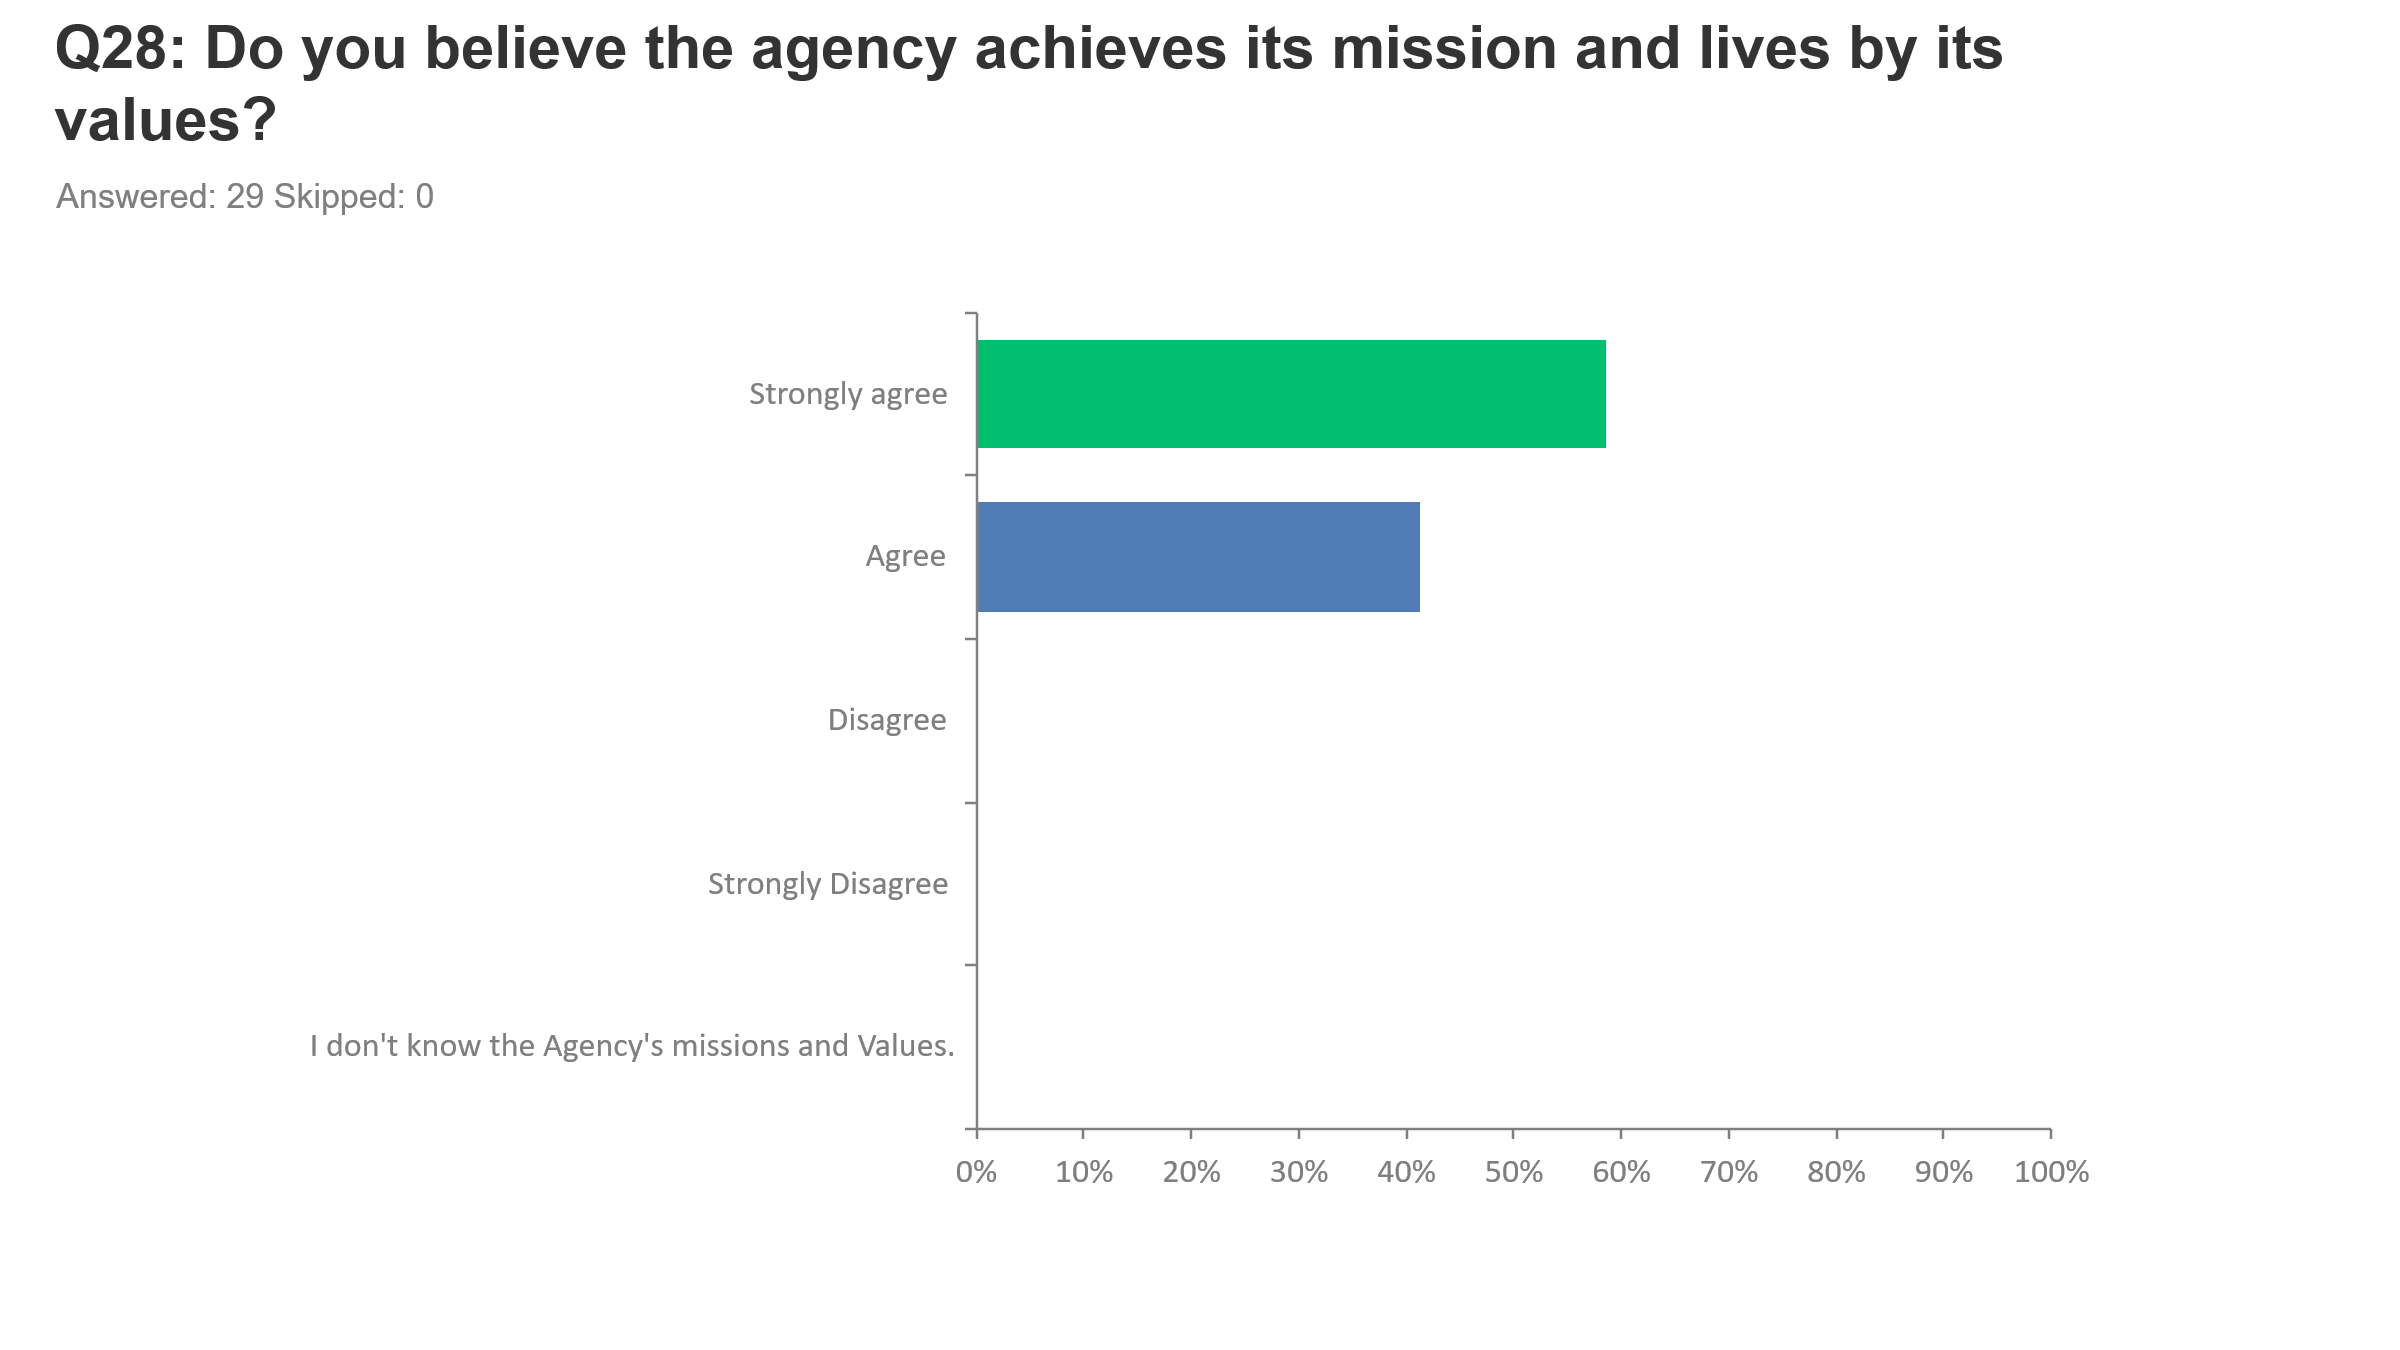 Q28: Do you believe the agency achieves its mission and lives by its
values?
Answered: 29 Skipped: 0
Strongly agree
Agree
Disagree
Strongly Disagree
I don't know the Agency's missions and Values.
0% 10% 20% 30% 40% 50% 60% 70% 80% 90% 100%